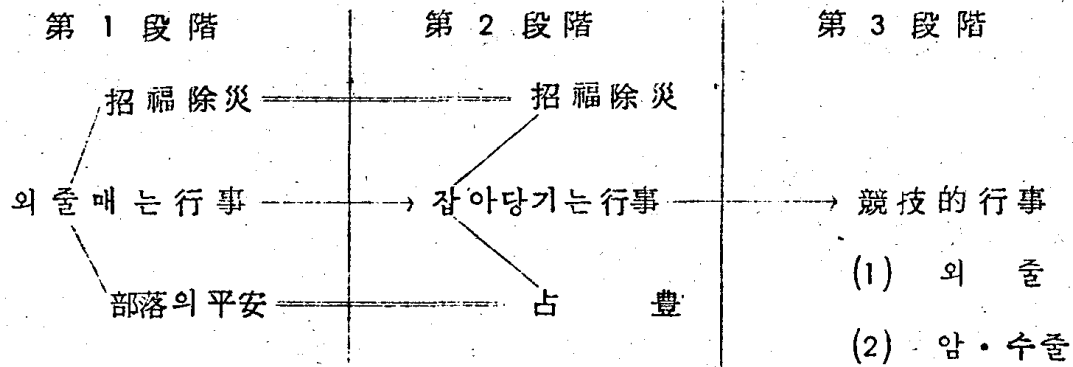 第 1 段 階 第 2 段 階 第 3 段 階
招福除災 招福除災
외줄매는行事 잡아당기는行事 競技的行事
(1) 외 줄
部落의平安 占 豊
(2) 암・수줄